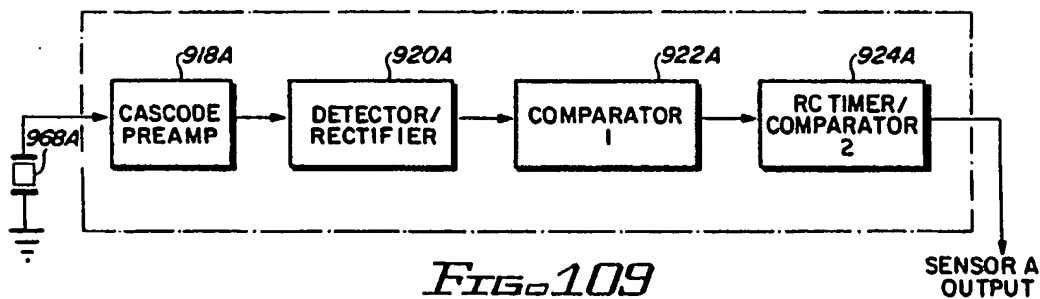 918A
920A
922A
924A
968A
CASCODE
PREAMP
DETECTOR/
RECTIFIER
COMPARATOR
1
RC TIMER/
COMPARATOR
2
SENSOR A
OUTPUT
FIG. 109